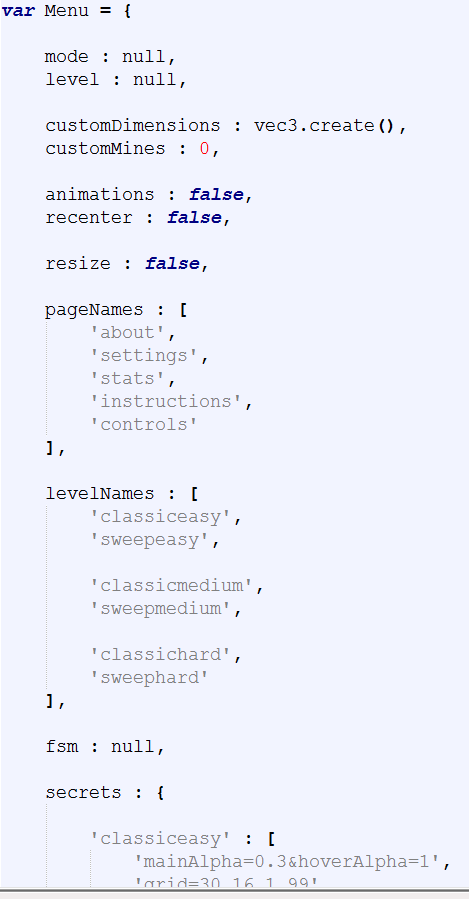 var Menu = {
mode : null,
level : null,
customDimensions : vec3.create(),
customMines : 0,
animations : false,
recenter : false,
resize : false,
pageNames : [
'about',
'settings',
'stats',
'instructions',
'controls'
],
levelNames : [
'classiceasy',
'sweepeasy',
'classicmedium',
'sweepmedium',
'classichard',
'sweephard'
],
fsm : null,
secrets : {
'classiceasy' : [
'mainAlpha=0.3&hoverAlpha=1',
'grid=30,16,1,99'